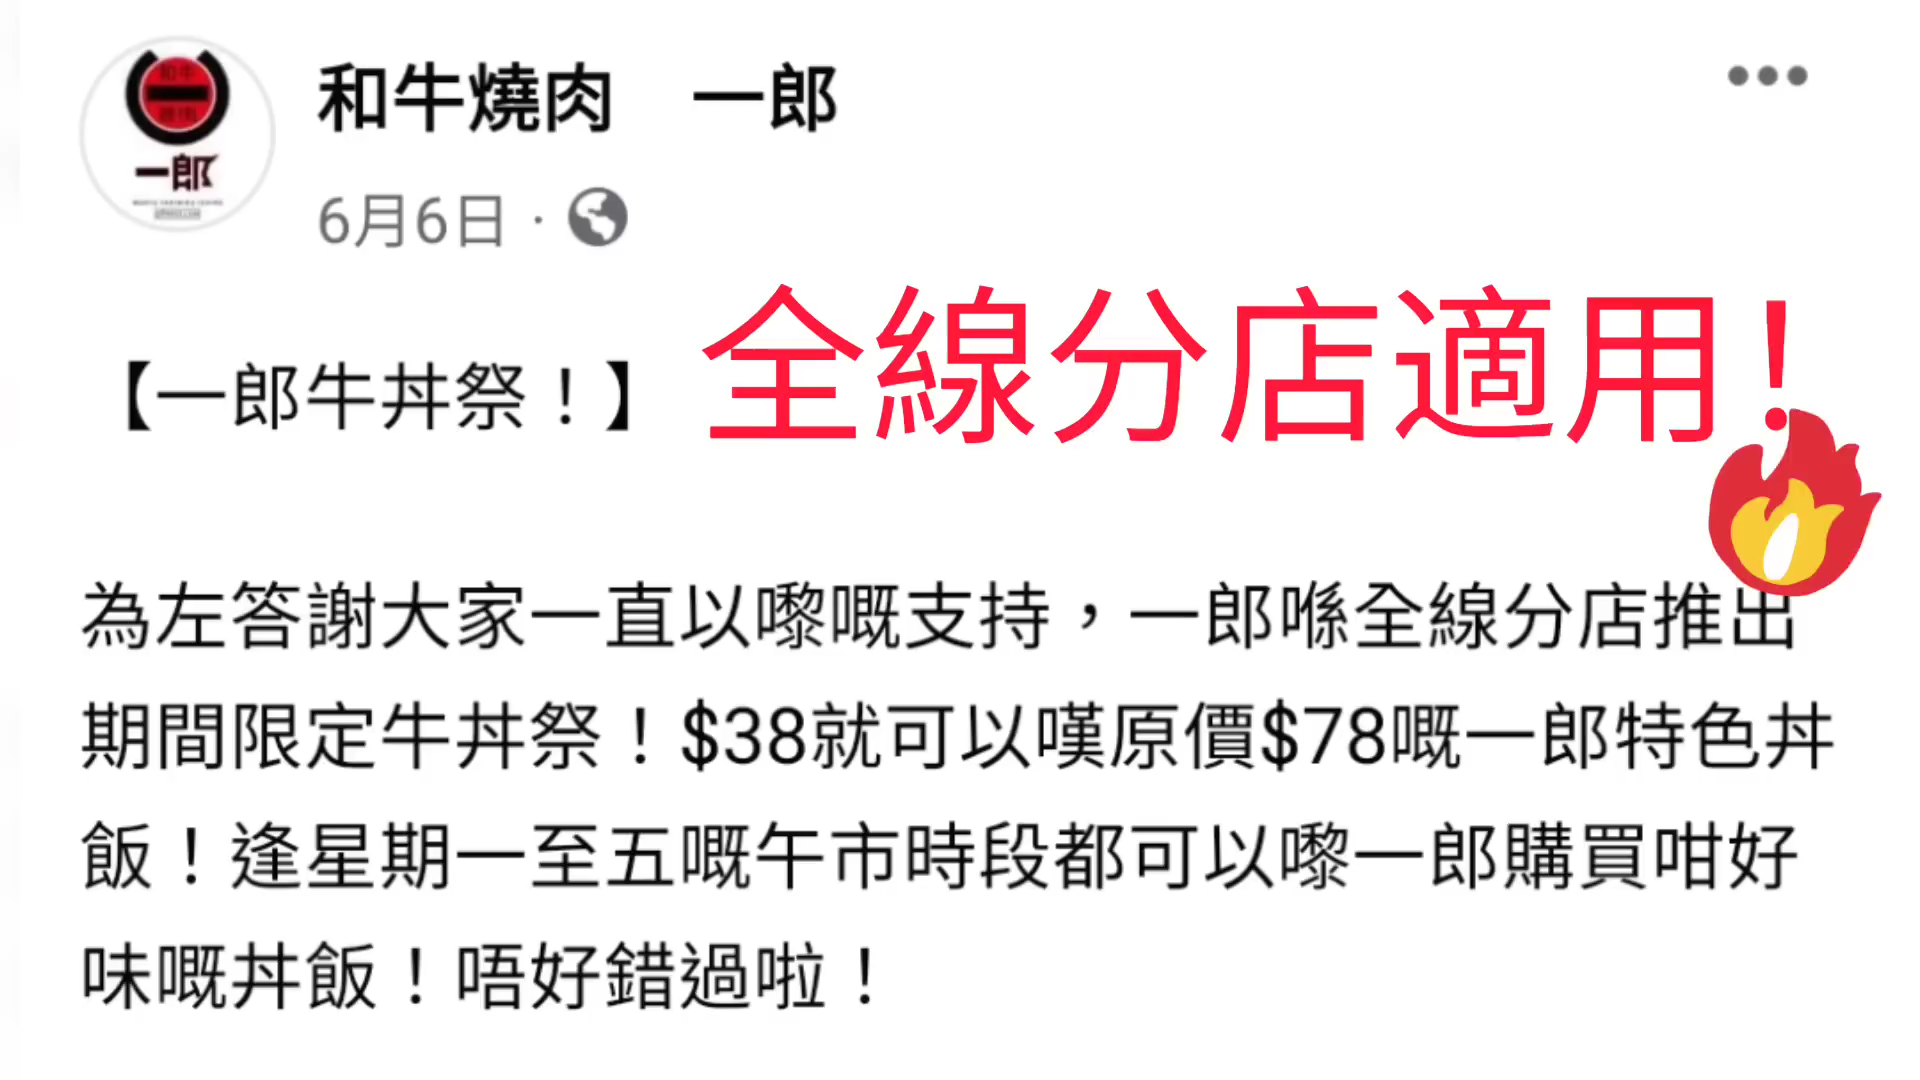 和牛
一郎
和牛燒肉　一郎
6月6日 ·
【一郎牛丼祭！】
全線分店適用！
為左答謝大家一直以嚟嘅支持，一郎喺全線分店推出
期間限定牛丼祭！$38就可以嘆原價$78嘅一郎特色丼
飯！逢星期一至五嘅午市時段都可以嚟一郎購買咁好
味嘅丼飯！唔好錯過啦！